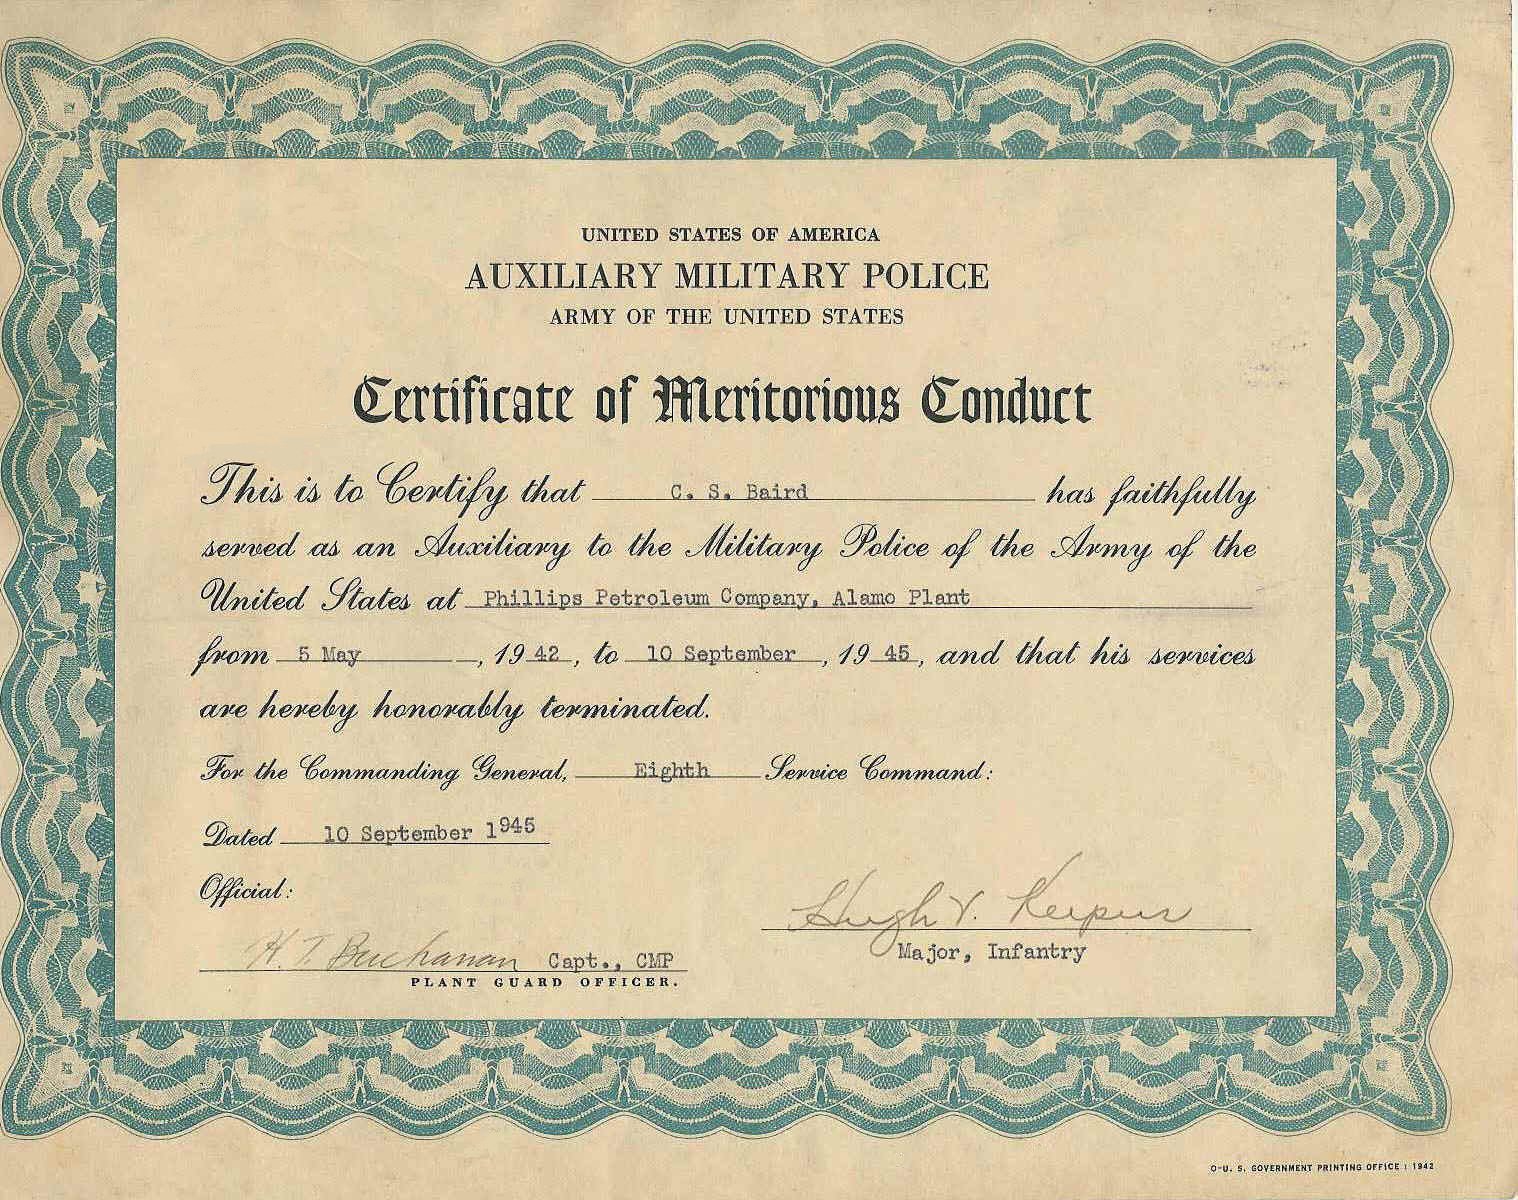 UNITED STATES OF AMERICA
AUXILIARY MILITARY POLICE
ARMY OF THE UNITED STATES
Certificate of Meritorious Conduct
This is to Certify that C. S. Baird has faithfully
served as an Auxiliary to the Military Police of the Army of the
United States at Phillips Petroleum Company, Alamo Plant
from 5 May, 1942, to 10 September, 1945, and that his services
are hereby honorably terminated.
For the Commanding General, Eighth Service Command:
Dated 10 September 1945
Official:
Hugh V.
Major, Infantry
H. T. Buchanan Capt., CMP
PLANT GUARD OFFICER.
O-U. S. GOVERNMENT PRINTING OFFICE : 1942